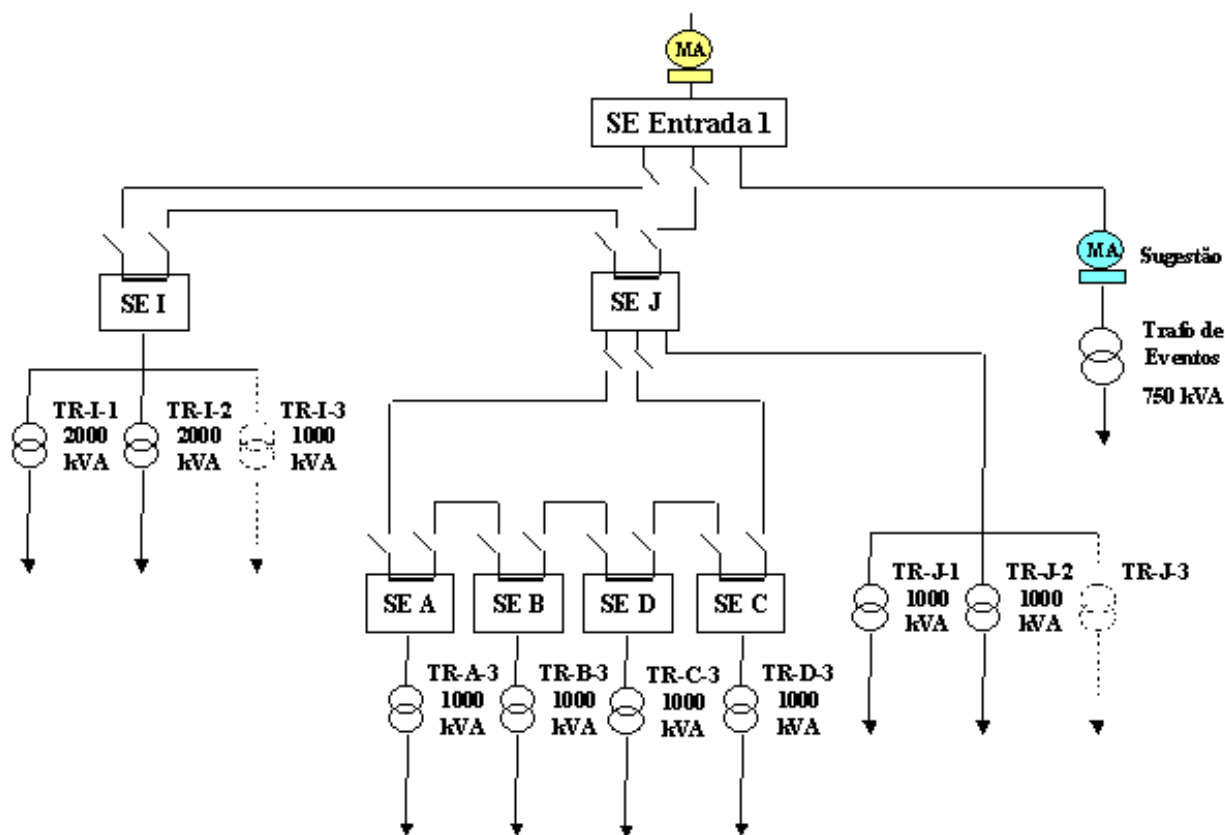 MA
SE Entrada 1
MA
Sugestão
SE I
SE J
Trafo de
Eventos
750 kVA
TR-I-1
2000
kVA
TR-I-2
2000
kVA
TR-I-3
1000
kVA
TR-J-1
1000
kVA
TR-J-2
1000
kVA
TR-J-3
SE A
SE B
SE D
SE C
TR-A-3
1000
kVA
TR-B-3
1000
kVA
TR-C-3
1000
kVA
TR-D-3
1000
kVA